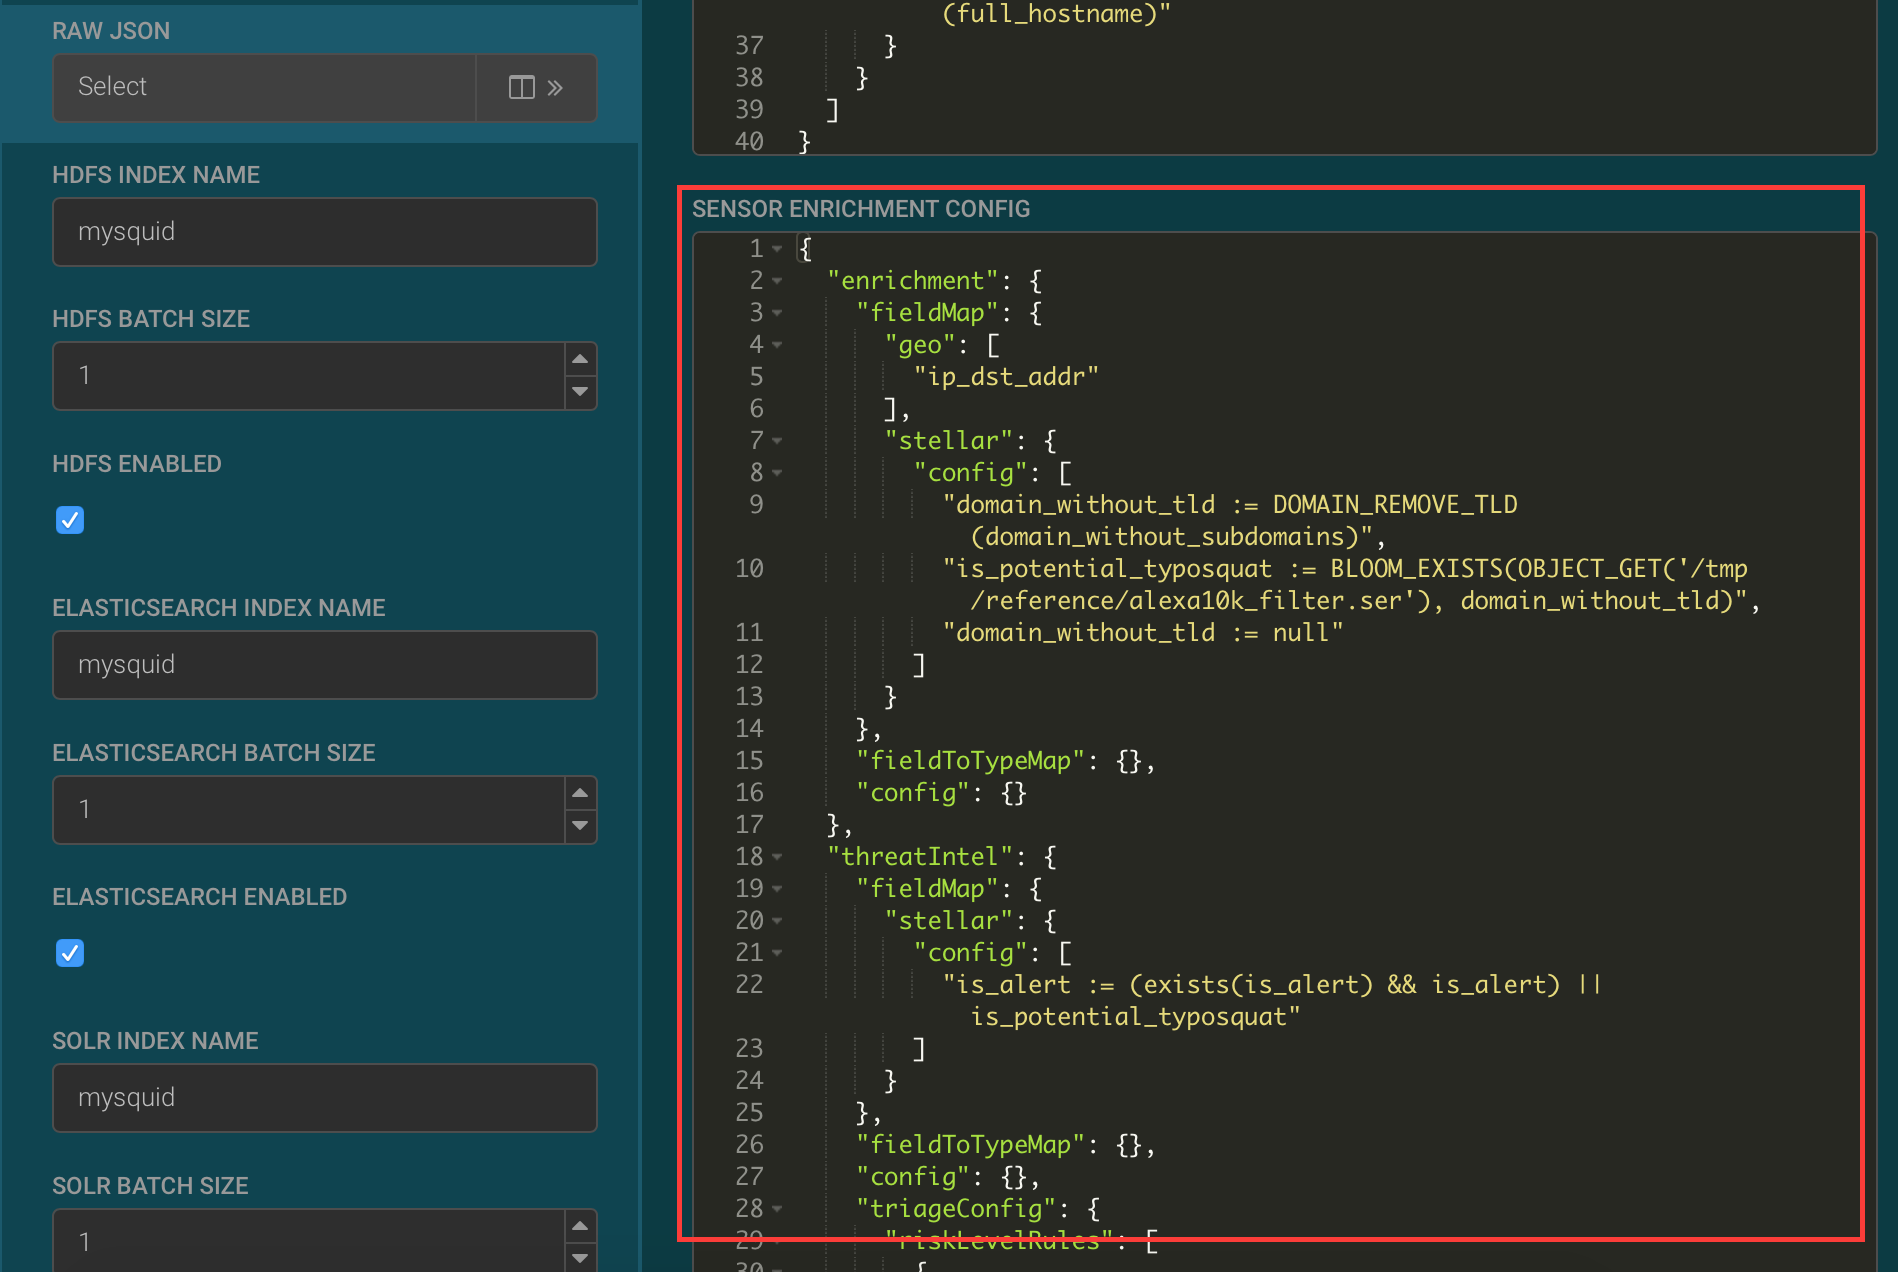 RAW JSON
Select
HDFS INDEX NAME
mysquid
HDFS BATCH SIZE
1
HDFS ENABLED
ELASTICSEARCH INDEX NAME
mysquid
ELASTICSEARCH BATCH SIZE
1
ELASTICSEARCH ENABLED
SOLR INDEX NAME
mysquid
SOLR BATCH SIZE
1
(full_hostname)"
37 }
38 }
39 ]
40 }
SENSOR ENRICHMENT CONFIG
1 {
2 "enrichment": {
3 "fieldMap": {
4 "geo": [
5 "ip_dst_addr"
6 ],
7 "stellar": {
8 "config": [
9 "domain_without_tld := DOMAIN_REMOVE_TLD
(domain_without_subdomains)",
10 "is_potential_typosquat := BLOOM_EXISTS(OBJECT_GET('/tmp
/reference/alexa10k_filter.ser'), domain_without_tld)",
11 "domain_without_tld := null"
12 ]
13 }
14 },
15 "fieldToTypeMap": {},
16 "config": {}
17 },
18 "threatIntel": {
19 "fieldMap": {
20 "stellar": {
21 "config": [
22 "is_alert := (exists(is_alert) && is_alert) ||
is_potential_typosquat"
23 ]
24 }
25 },
26 "fieldToTypeMap": {},
27 "config": {},
28 "triageConfig": {
29 "riskLevelRules": [
30 {